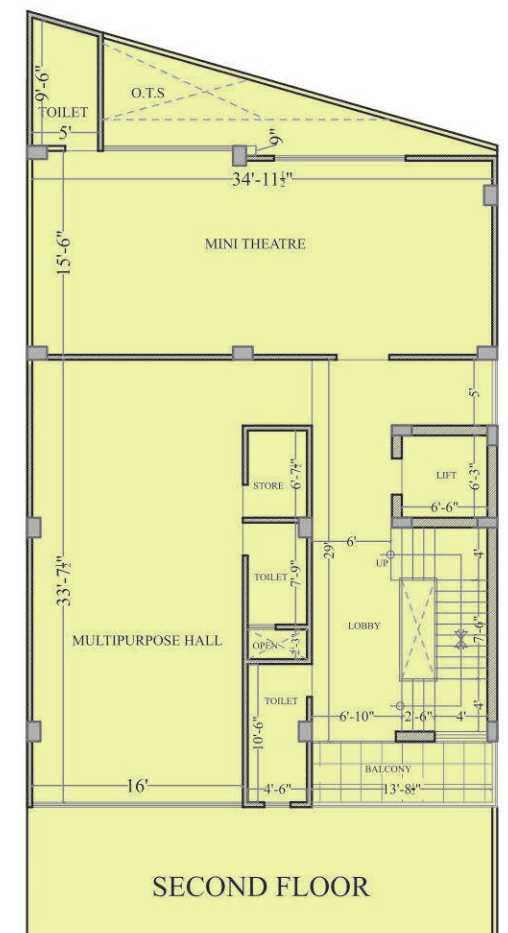 O.T.S
9'-6"
TOILET
5'
9"
34'-11½"
15'-6"
MINI THEATRE
5'
STORE
6'-7½"
LIFT
6'-3"
6'-6"
6'
29'
UP
4'
TOILET
7'-9"
33'-7½"
LOBBY
7'-6"
MULTIPURPOSE HALL
OPEN
2'-3"
TOILET
10'-6"
6'-10"
2'-6"
4'
4'
BALCONY
16'
4'-6"
13'-8½"
SECOND FLOOR